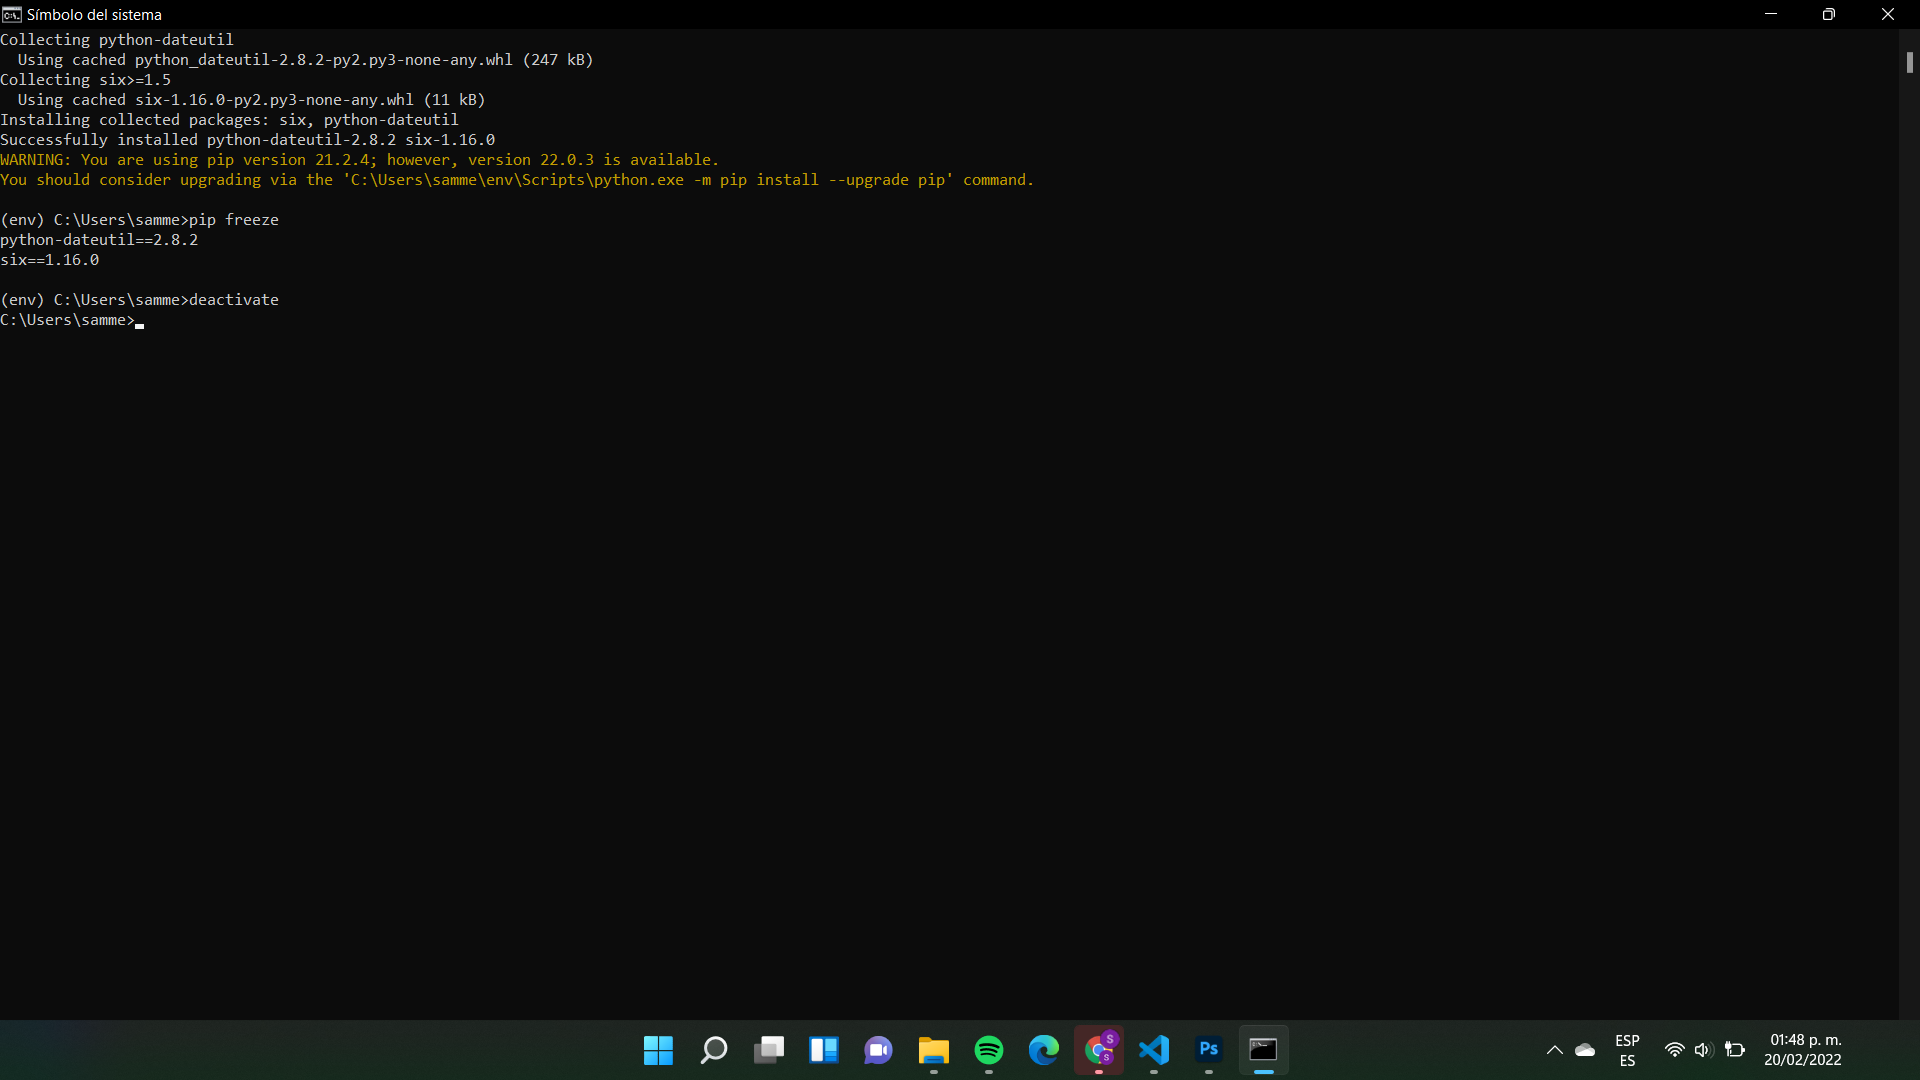 Símbolo del sistema
Collecting python-dateutil
  Using cached python_dateutil-2.8.2-py2.py3-none-any.whl (247 kB)
Collecting six>=1.5
  Using cached six-1.16.0-py2.py3-none-any.whl (11 kB)
Installing collected packages: six, python-dateutil
Successfully installed python-dateutil-2.8.2 six-1.16.0
WARNING: You are using pip version 21.2.4; however, version 22.0.3 is available.
You should consider upgrading via the 'C:\Users\samme\env\Scripts\python.exe -m pip install --upgrade pip' command.
(env) C:\Users\samme>pip freeze
python-dateutil==2.8.2
six==1.16.0
(env) C:\Users\samme>deactivate
C:\Users\samme>
S
S
Ps
ESP
ES
01:48 p. m.
20/02/2022